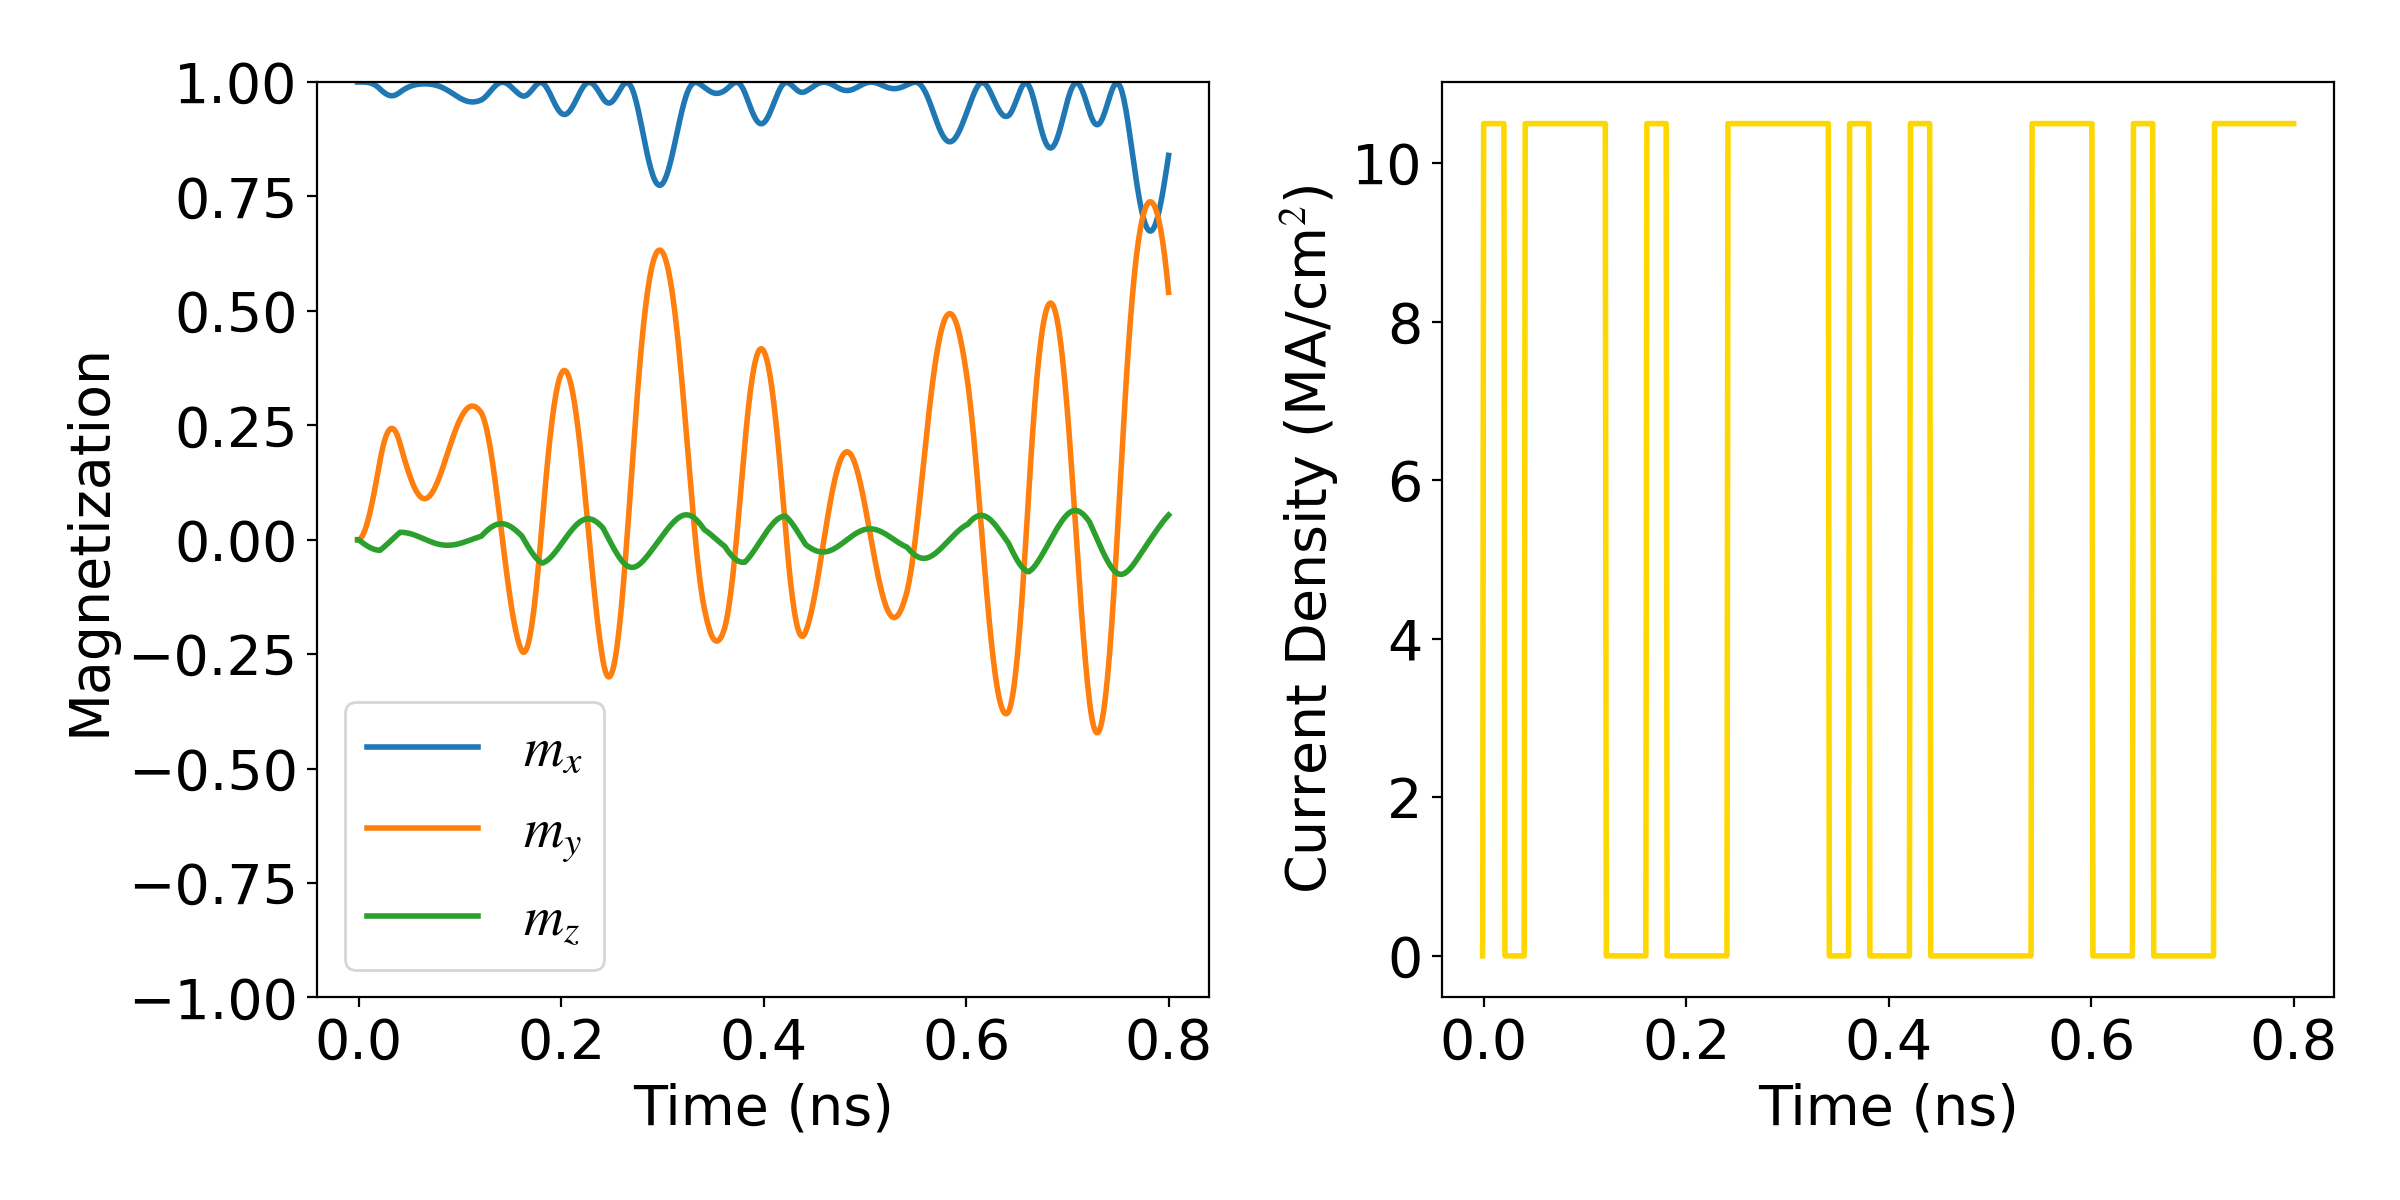 1.00
0.75
0.50
0.25
0.00
−0.25
−0.50
−0.75
−1.00
Magnetization
m_x
m_y
m_z
0.0 0.2 0.4 0.6 0.8
Time (ns)
10
8
6
4
2
0
Current Density (MA/cm²)
0.0 0.2 0.4 0.6 0.8
Time (ns)